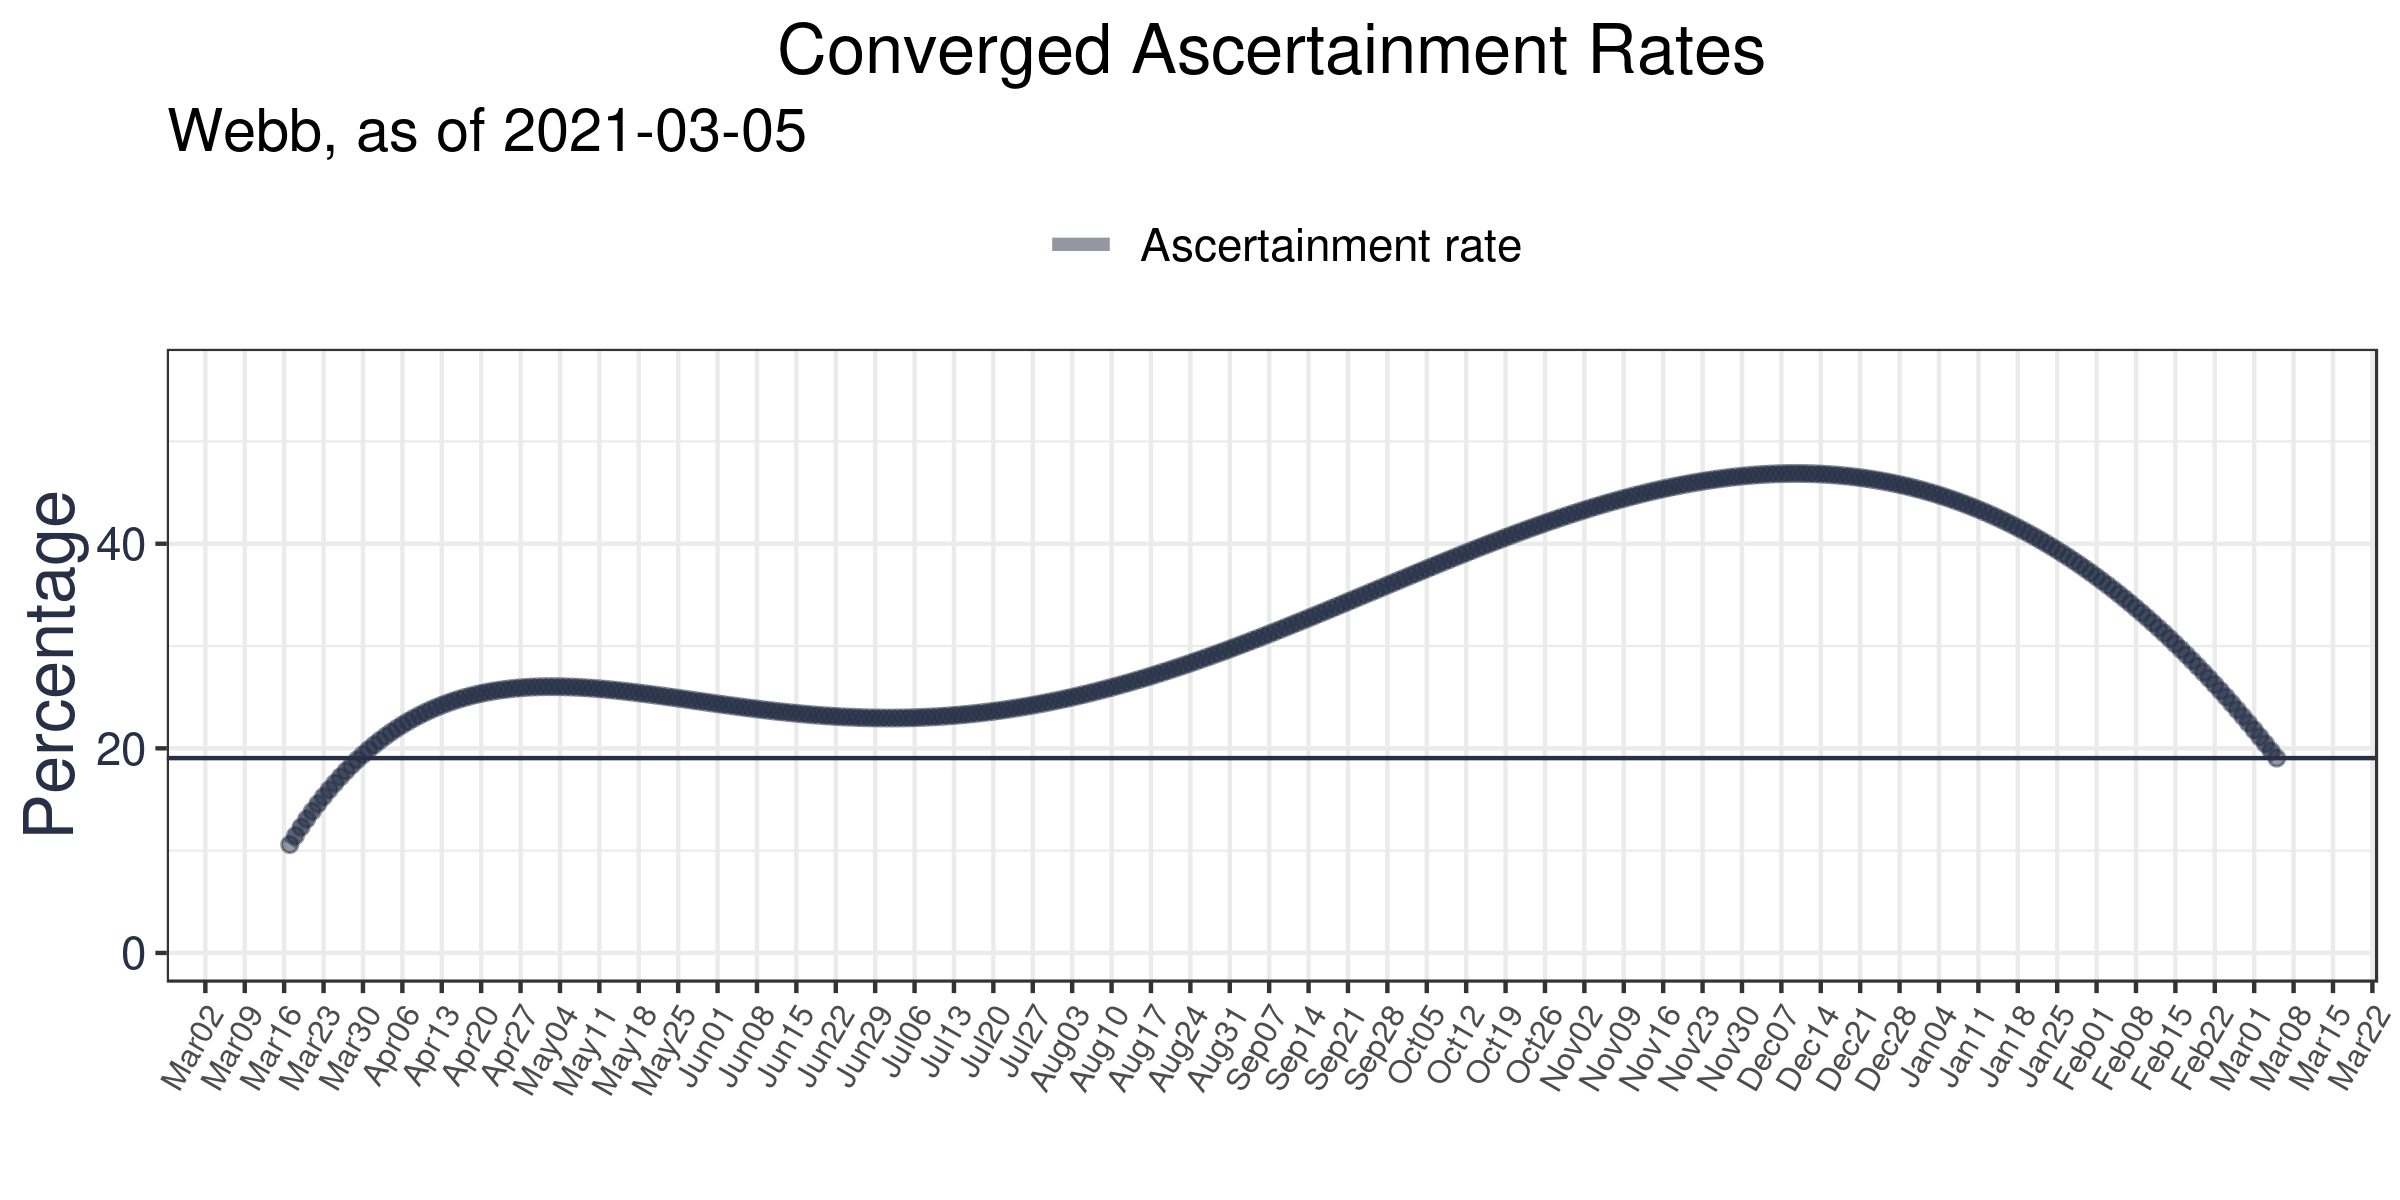 Converged Ascertainment Rates
Webb, as of 2021-03-05
Ascertainment rate
Percentage
40
20
0
Mar02 Mar09 Mar16 Mar23 Mar30 Apr06 Apr13 Apr20 Apr27 May04 May11 May18 May25 Jun01 Jun08 Jun15 Jun22 Jun29 Jul06 Jul13 Jul20 Jul27 Aug03 Aug10 Aug17 Aug24 Aug31 Sep07 Sep14 Sep21 Sep28 Oct05 Oct12 Oct19 Oct26 Nov02 Nov09 Nov16 Nov23 Nov30 Dec07 Dec14 Dec21 Dec28 Jan04 Jan11 Jan18 Jan25 Feb01 Feb08 Feb15 Feb22 Mar01 Mar08 Mar15 Mar22